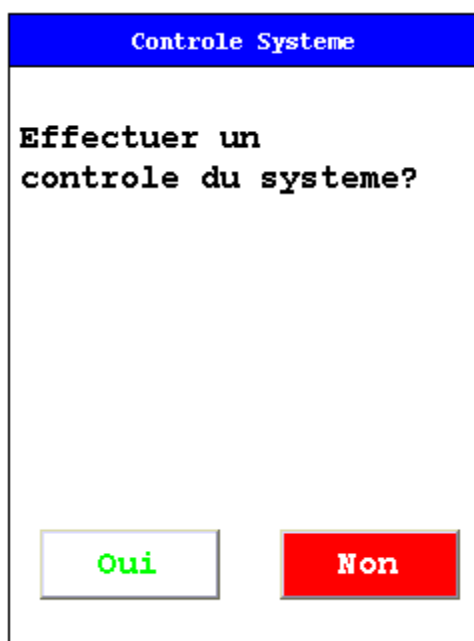 Controle Systeme
Effectuer un
controle du systeme?
Oui
Non